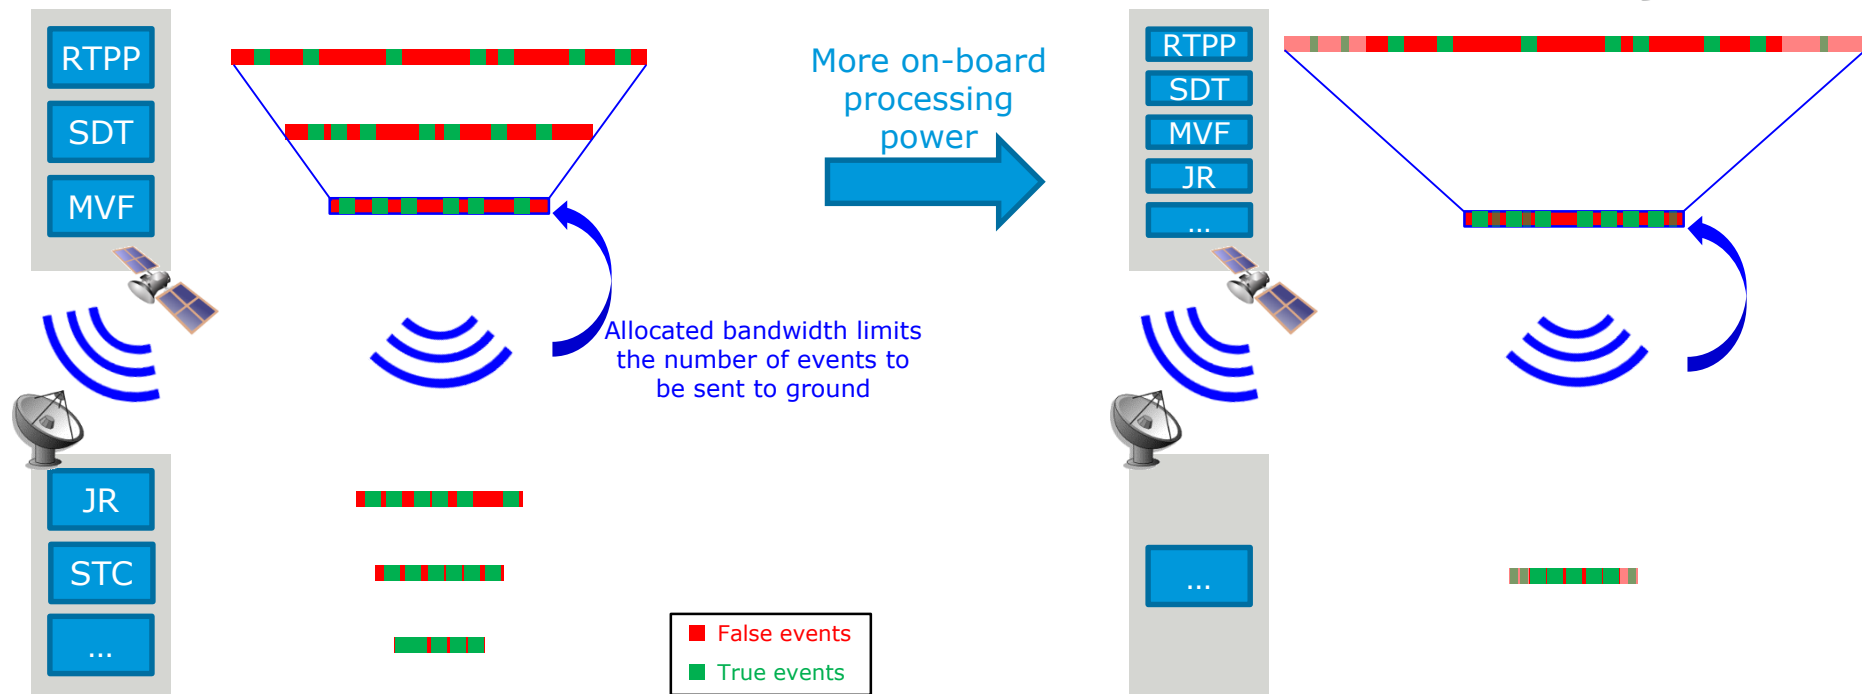 RTPP
SDT
MVF
More on-board
processing
power
RTPP
SDT
MVF
JR
...
Allocated bandwidth limits
the number of events to
be sent to ground
JR
STC
...
...
False events
True events